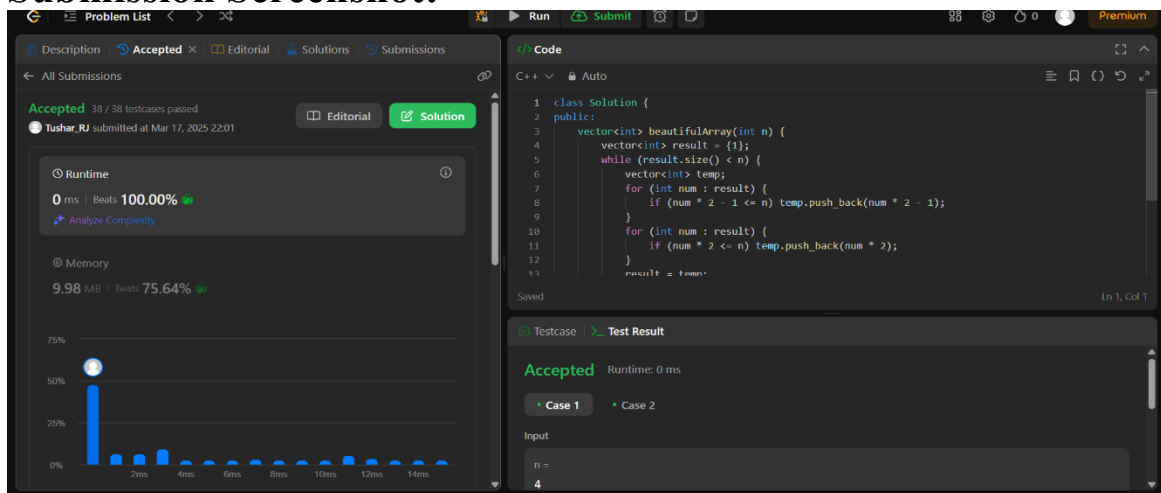 Submission Screenshot:
Problem List Run Submit 0 Premium
Description Accepted × Editorial Solutions Submissions
← All Submissions
Accepted 38 / 38 testcases passed
Tushar_RJ submitted at Mar 17, 2025 22:01
Editorial Solution
Runtime
0 ms | Beats 100.00%
Analyze Complexity
Memory
9.98 MB | Beats 75.64%
75%
50%
25%
0%
2ms 4ms 6ms 8ms 10ms 12ms 14ms
</> Code
C++ Auto
1 class Solution {
2 public:
3 vector<int> beautifulArray(int n) {
4 vector<int> result = {1};
5 while (result.size() < n) {
6 vector<int> temp;
7 for (int num : result) {
8 if (num * 2 - 1 <= n) temp.push_back(num * 2 - 1);
9 }
10 for (int num : result) {
11 if (num * 2 <= n) temp.push_back(num * 2);
12 }
13 result = temp;
Saved Ln 1, Col 1
Testcase >_ Test Result
Accepted Runtime: 0 ms
• Case 1 • Case 2
Input
n =
4